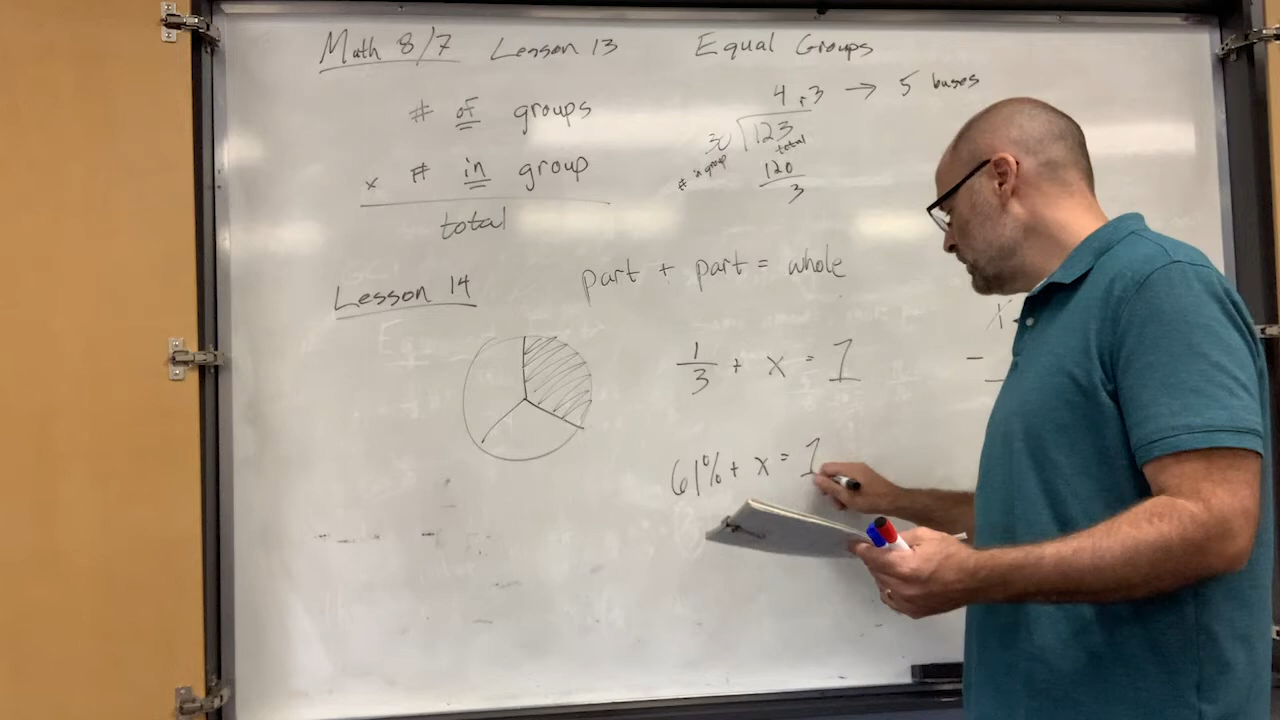 Math 8/7 Lesson 13 Equal Groups
# of groups
x # in group
total
4.3 → 5 buses
30 123
# in group total
120
3
Lesson 14
part + part = whole
1/3 + x = 1
61% + x = 1